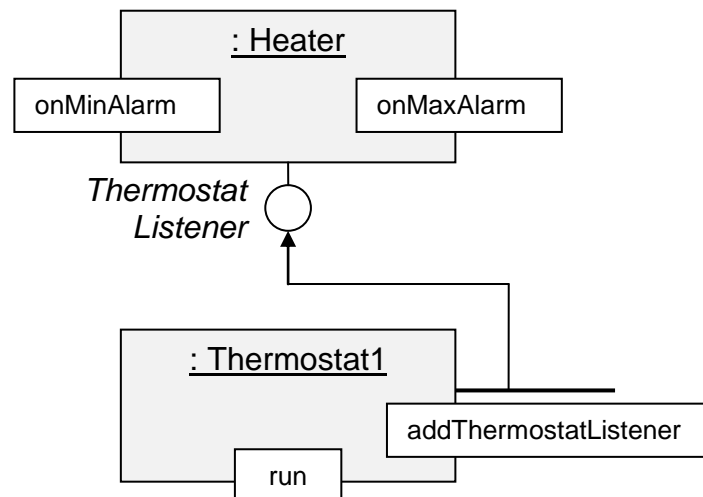 : Heater
onMinAlarm
onMaxAlarm
Thermostat
Listener
: Thermostat1
addThermostatListener
run